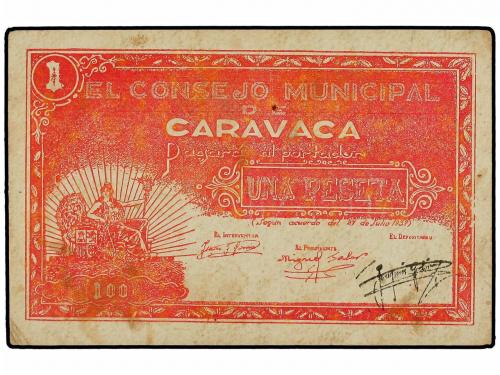 1
EL CONSEJO MUNICIPAL
DE
CARAVACA
pagará al portador
UNA PESETA
(Según acuerdo del 27 de Julio 1937)
EL INTERVENTOR
EL PRESIDENTE
EL DEPOSITARIO
Miguel
100